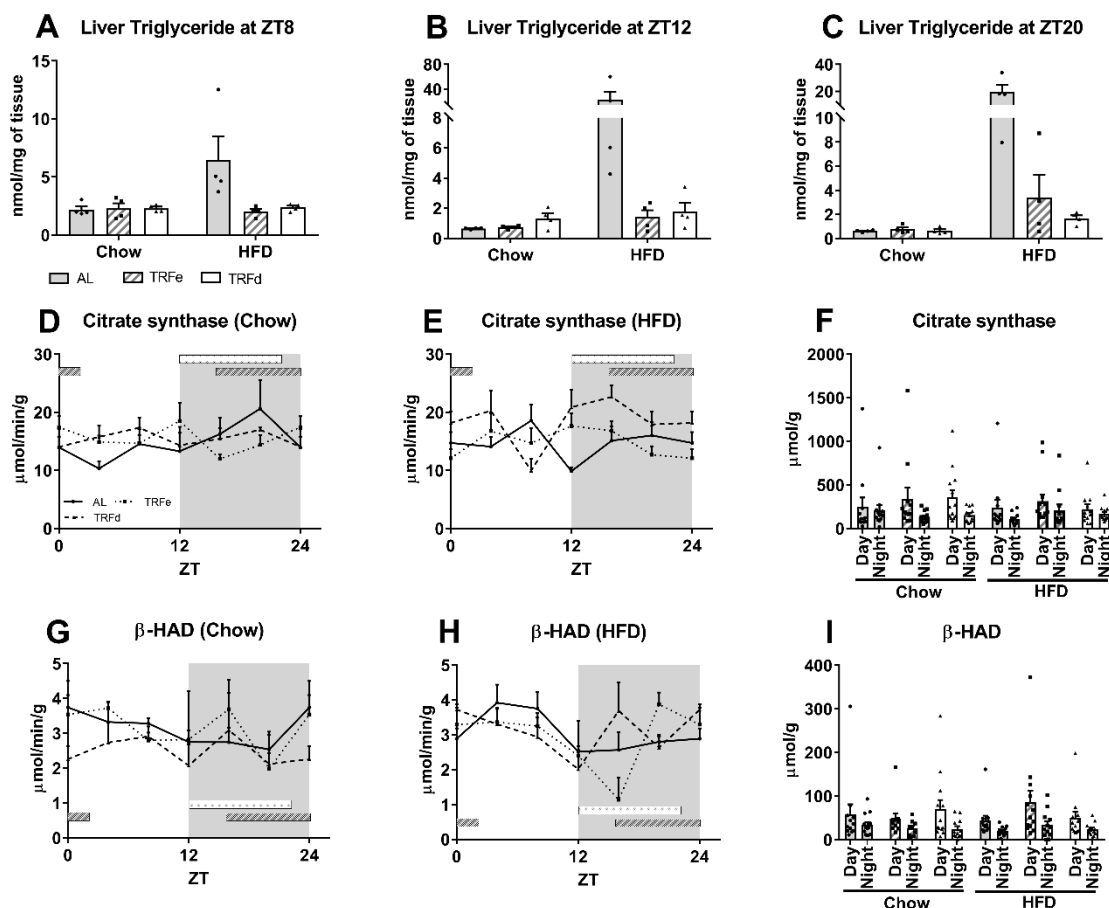 A Liver Triglyceride at ZT8
nmol/mg of tissue
15
10
5
0
Chow HFD
AL TRFe TRFd
B Liver Triglyceride at ZT12
nmol/mg of tissue
80
40
8
6
4
2
0
Chow HFD
C Liver Triglyceride at ZT20
nmol/mg of tissue
40
20
8
6
4
2
0
Chow HFD
D Citrate synthase (Chow)
μmol/min/g
30
20
10
0
AL TRFe
TRFd
0 12 24
ZT
E Citrate synthase (HFD)
μmol/min/g
30
20
10
0
0 12 24
ZT
F Citrate synthase
μmol/g
2000
1500
1000
500
0
Day Night Day Night Day Night Day Night Day Night Day Night
Chow HFD
G β-HAD (Chow)
μmol/min/g
5
4
3
2
1
0
0 12 24
ZT
H β-HAD (HFD)
μmol/min/g
5
4
3
2
1
0
0 12 24
ZT
I β-HAD
μmol/g
400
300
200
100
0
Day Night Day Night Day Night Day Night Day Night Day Night
Chow HFD